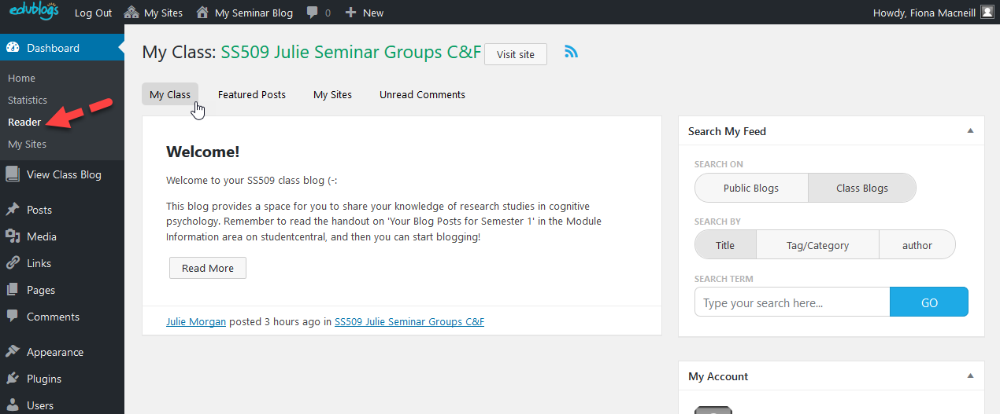 edublogs Log Out My Sites My Seminar Blog 0 New Howdy, Fiona Macneill
Dashboard
Home
Statistics
Reader
My Sites
View Class Blog
Posts
Media
Links
Pages
Comments
Appearance
Plugins
Users
My Class: SS509 Julie Seminar Groups C&F Visit site
My Class Featured Posts My Sites Unread Comments
Welcome!
Welcome to your SS509 class blog (-:
This blog provides a space for you to share your knowledge of research studies in cognitive
psychology. Remember to read the handout on 'Your Blog Posts for Semester 1' in the Module
Information area on studentcentral, and then you can start blogging!
Read More
Julie Morgan posted 3 hours ago in SS509 Julie Seminar Groups C&F
Search My Feed
SEARCH ON
Public Blogs Class Blogs
SEARCH BY
Title Tag/Category author
SEARCH TERM
Type your search here... GO
My Account